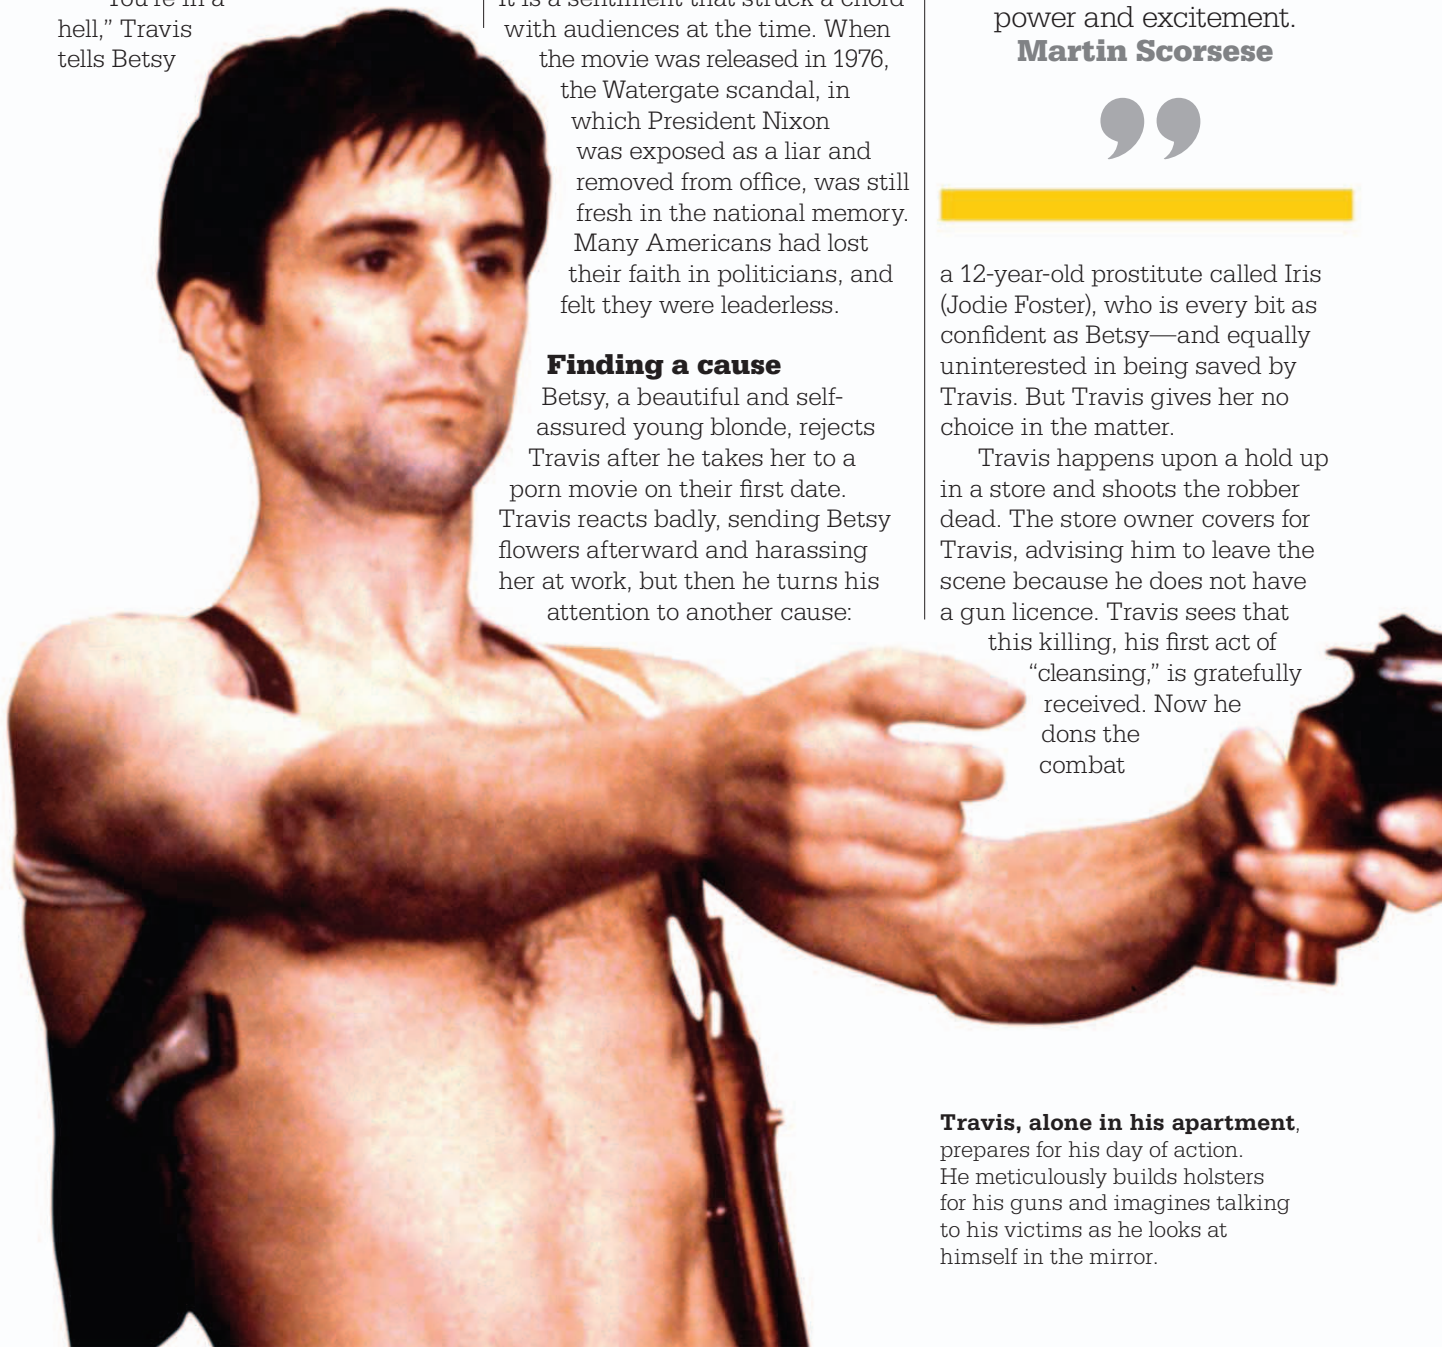 “You’re in a
hell,” Travis
tells Betsy
It is a sentiment that struck a chord
with audiences at the time. When
the movie was released in 1976,
the Watergate scandal, in
which President Nixon
was exposed as a liar and
removed from office, was still
fresh in the national memory.
Many Americans had lost
their faith in politicians, and
felt they were leaderless.
Finding a cause
Betsy, a beautiful and self-
assured young blonde, rejects
Travis after he takes her to a
porn movie on their first date.
Travis reacts badly, sending Betsy
flowers afterward and harassing
her at work, but then he turns his
attention to another cause:
power and excitement.
Martin Scorsese
”
a 12-year-old prostitute called Iris
(Jodie Foster), who is every bit as
confident as Betsy—and equally
uninterested in being saved by
Travis. But Travis gives her no
choice in the matter.
Travis happens upon a hold up
in a store and shoots the robber
dead. The store owner covers for
Travis, advising him to leave the
scene because he does not have
a gun licence. Travis sees that
this killing, his first act of
“cleansing,” is gratefully
received. Now he
dons the
combat
Travis, alone in his apartment,
prepares for his day of action.
He meticulously builds holsters
for his guns and imagines talking
to his victims as he looks at
himself in the mirror.